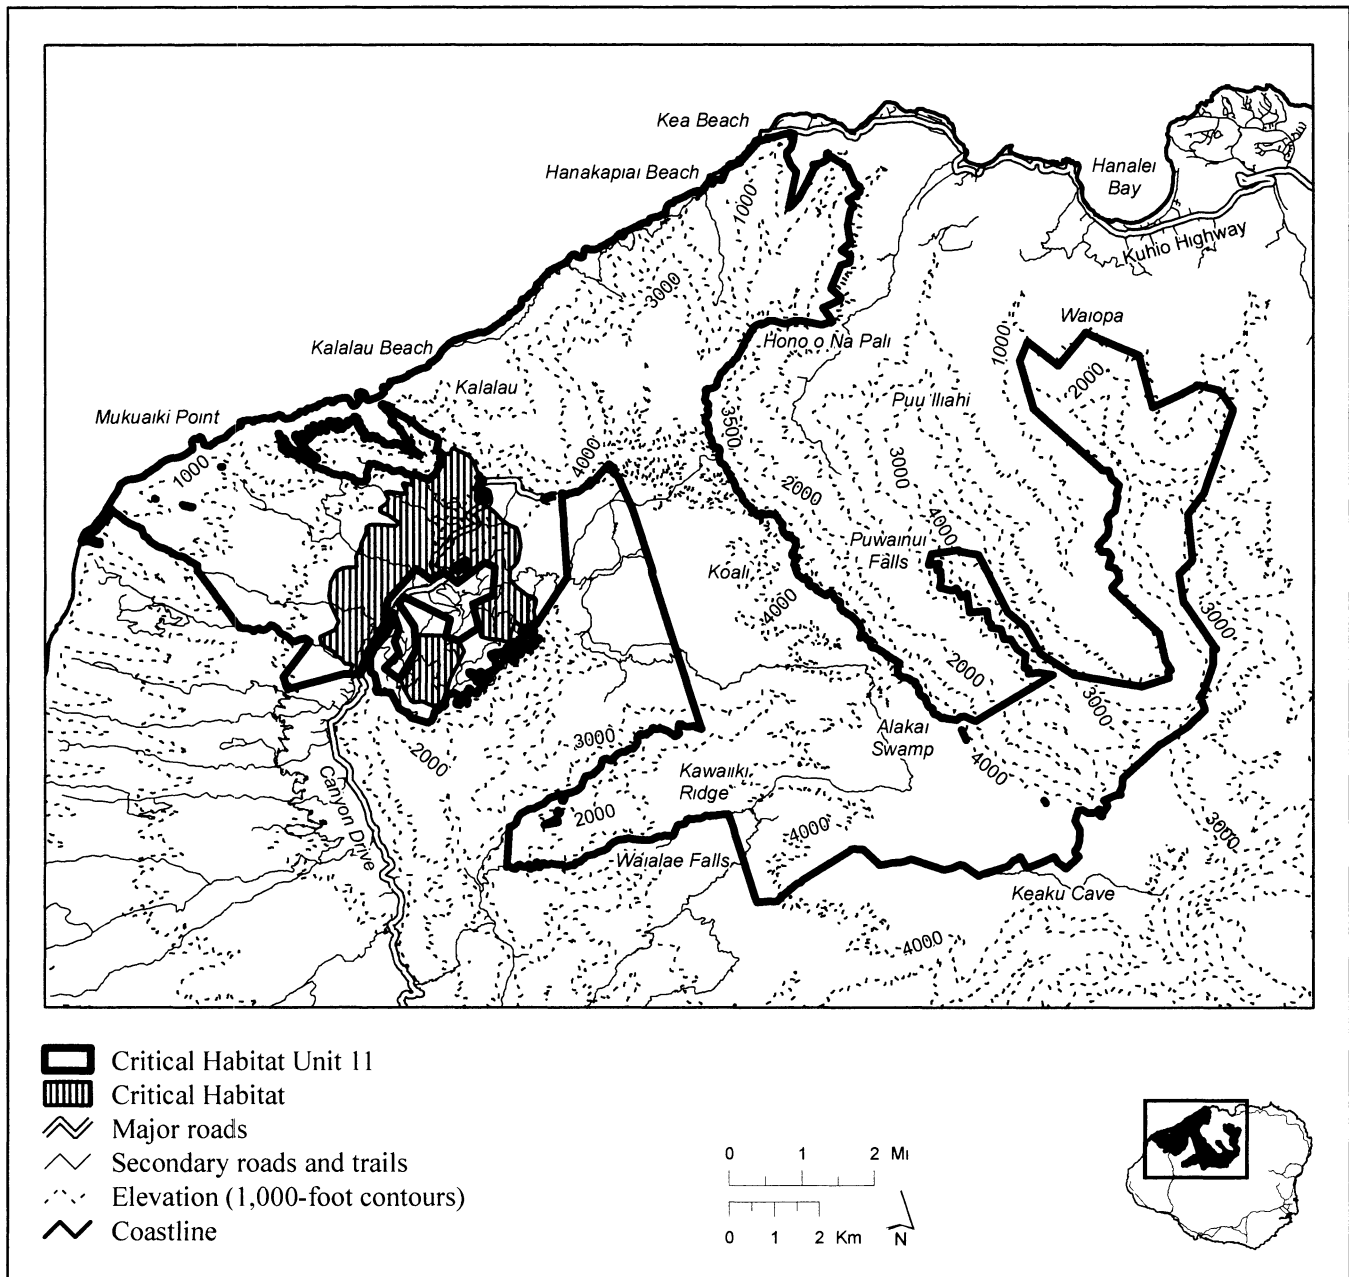 Kea Beach
Hanakapiai Beach
Hanalei
Bay
Kuhio Highway
1000
3000
Waiopa
1000
Hono o Na Pali
Kalalau Beach
2000
Kalalau
Puu Iliahi
Mukuaiki Point
3500
4000
3000
1000
2000
4000
Puwainui
Falls
Koali
4000
3000
2000
3000
Alakai
Swamp
3000
2000
4000
Kawaiiki
Ridge
Canyon Drive
2000
4000
3000
Waialae Falls
Keaku Cave
4000
Critical Habitat Unit 11
Critical Habitat
Major roads
Secondary roads and trails
Elevation (1,000-foot contours)
Coastline
0 1 2 Mi
0 1 2 Km
N